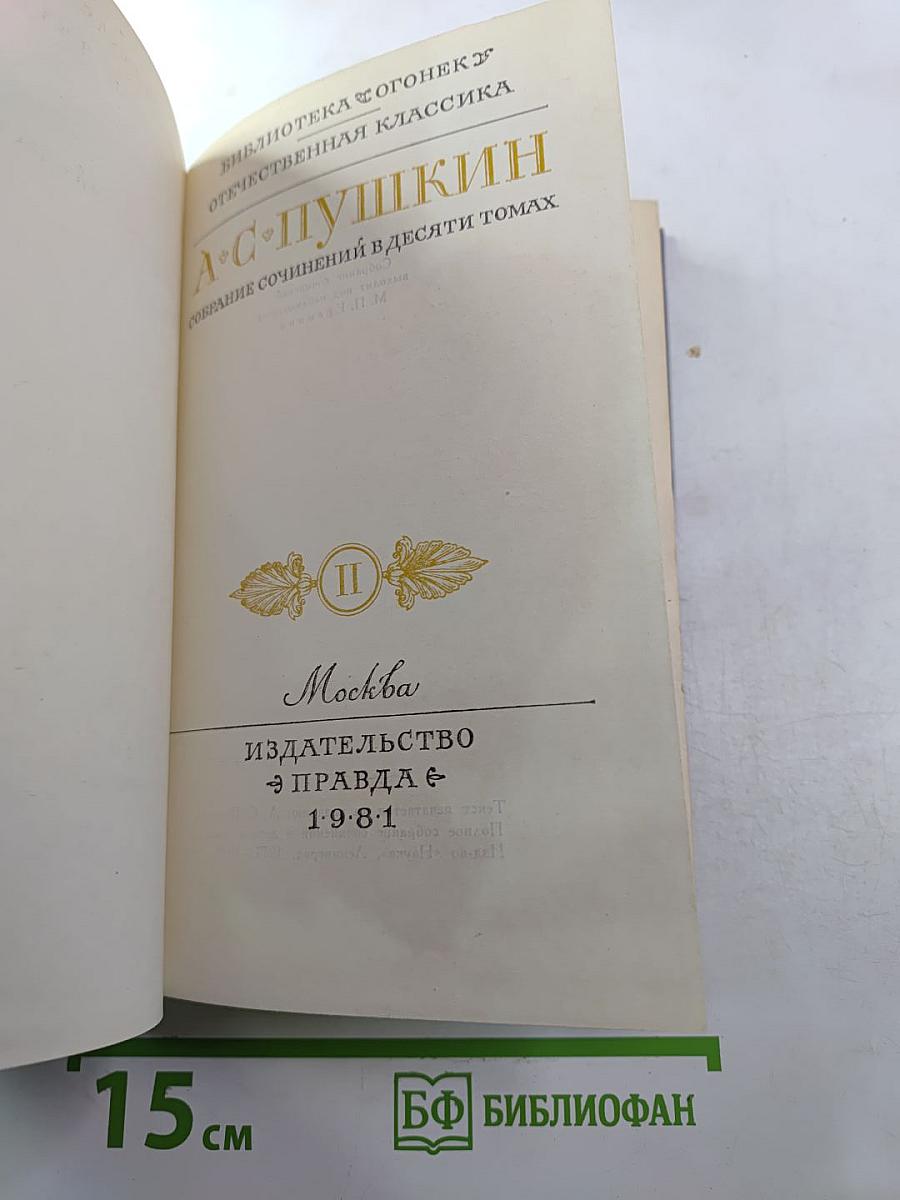 БИБЛИОТЕКА «ОГОНЕК»
ОТЕЧЕСТВЕННАЯ КЛАССИКА
А·С·ПУШКИН
СОБРАНИЕ СОЧИНЕНИЙ В ДЕСЯТИ ТОМАХ
II
Москва
ИЗДАТЕЛЬСТВО
«ПРАВДА»
1·9·8·1
15 см
БФ БИБЛИОФАН